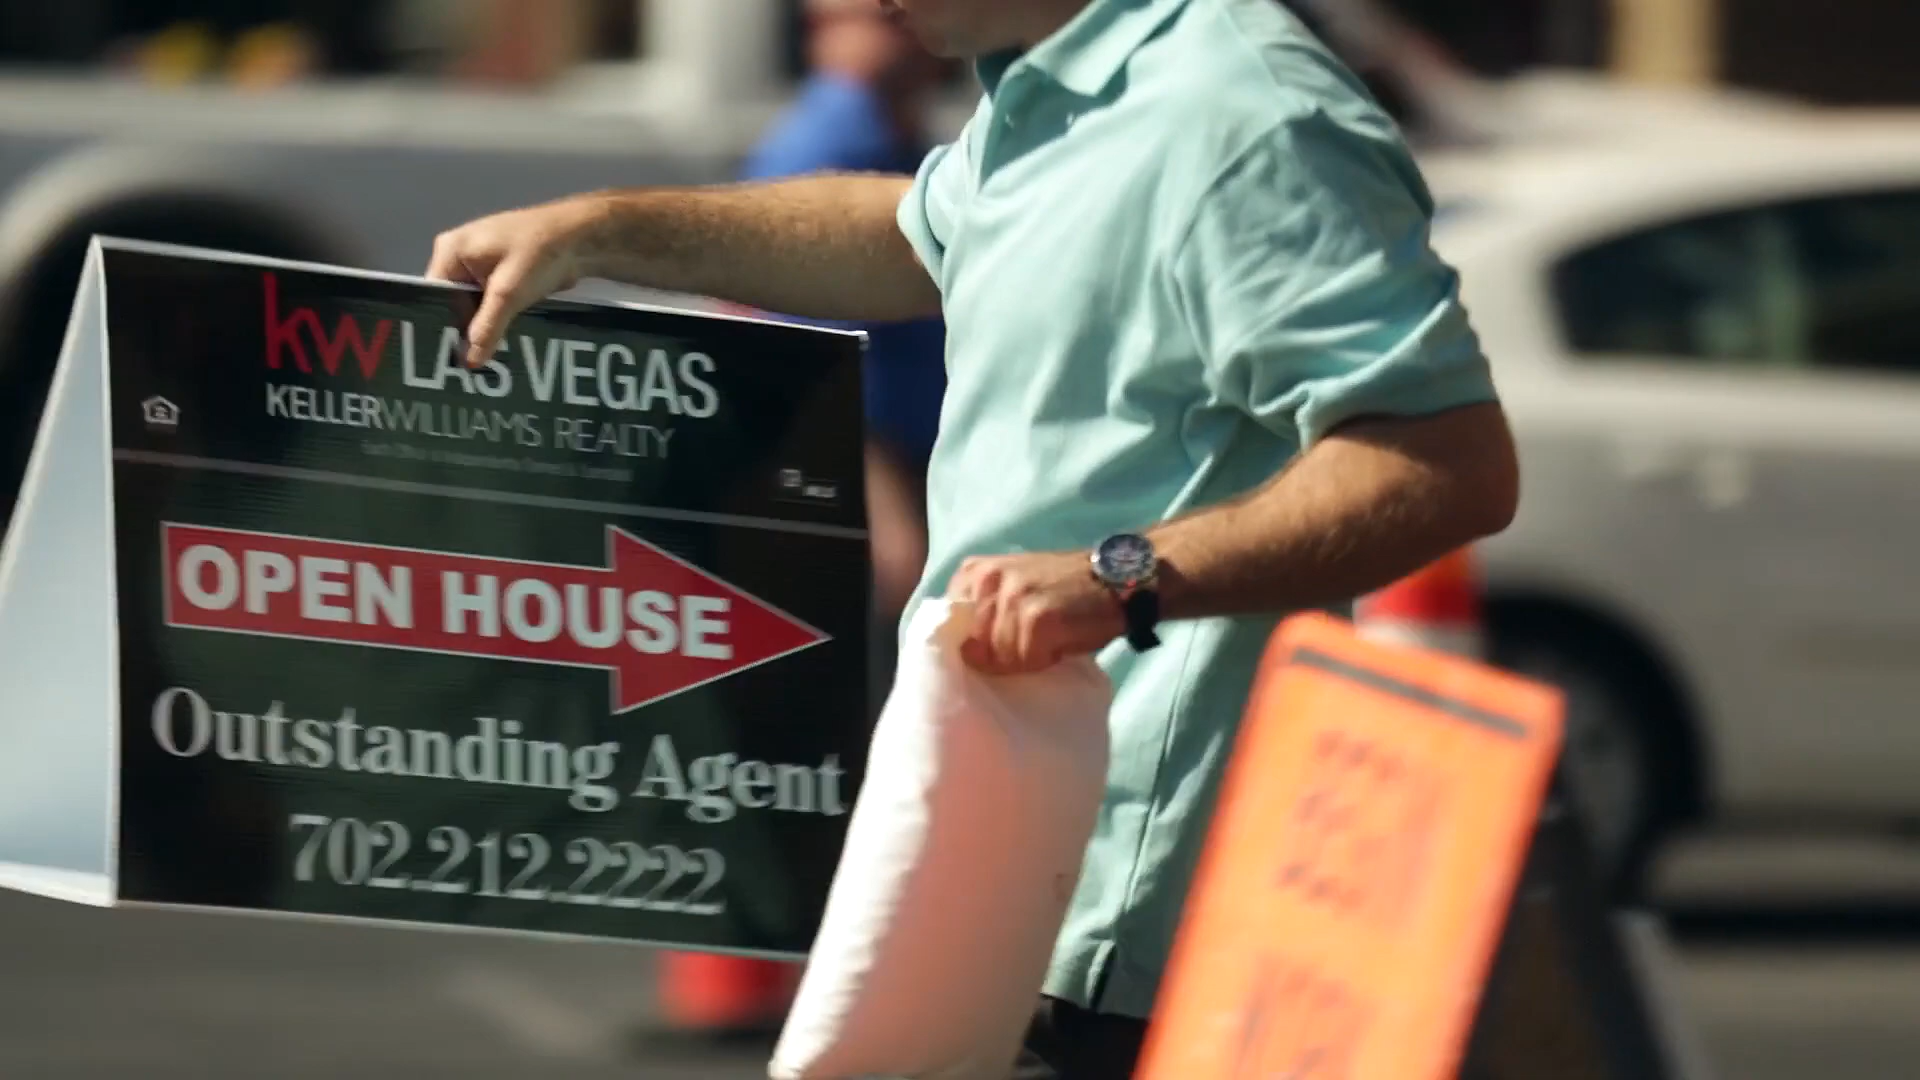 kw LAS VEGAS
KELLERWILLIAMS REALTY
OPEN HOUSE
Outstanding Agent
702.212.2222